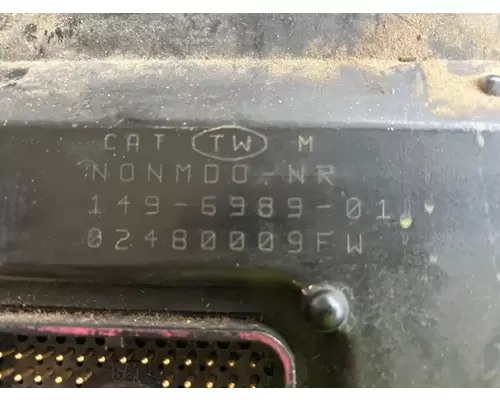 CAT TW M
NONMDO-NR
149-6989-01
02480009FW